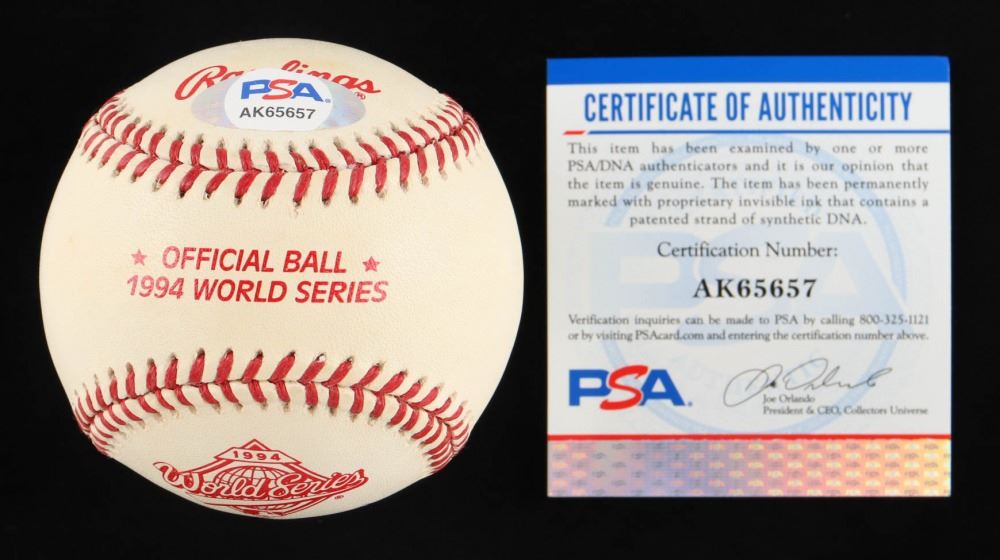 Rawlings
PSA
AK65657
★ OFFICIAL BALL ★
1994 WORLD SERIES
1994
World Series
CERTIFICATE OF AUTHENTICITY
This item has been examined by one or more
PSA/DNA authenticators and it is our opinion that
the item is genuine. The item has been permanently
marked with proprietary invisible ink that contains a
patented strand of synthetic DNA.
Certification Number:
AK65657
Verification inquiries can be made to PSA by calling 800-325-1121
or by visiting PSAcard.com and entering the certification number above.
PSA.
Joe Orlando
Joe Orlando
President & CEO, Collectors Universe